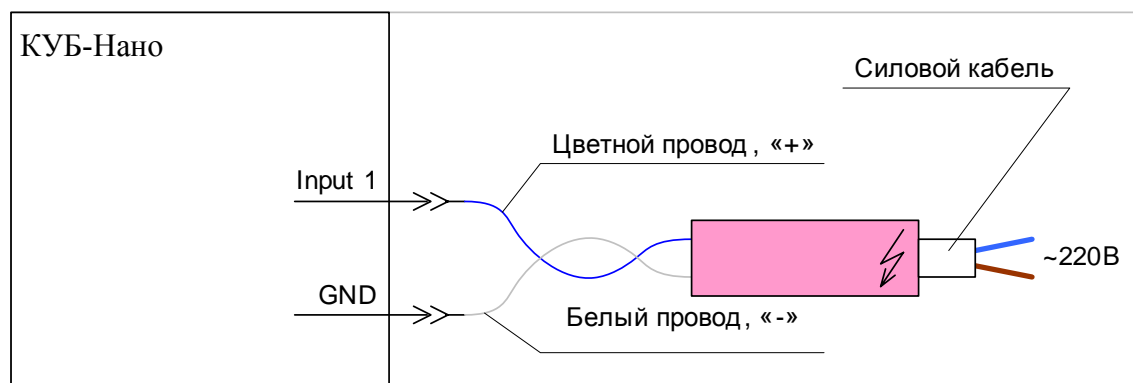 КУБ-Нано
Силовой кабель
Цветной провод, «+»
Input 1
~220В
GND
Белый провод, «-»